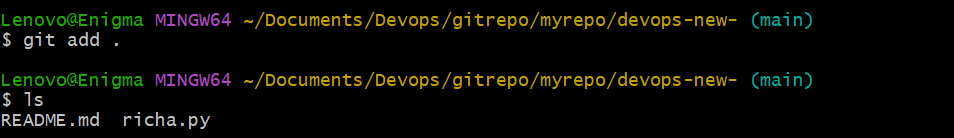 Lenovo@Enigma MINGW64 ~/Documents/Devops/gitrepo/myrepo/devops-new- (main)
$ git add .
Lenovo@Enigma MINGW64 ~/Documents/Devops/gitrepo/myrepo/devops-new- (main)
$ ls
README.md  richa.py